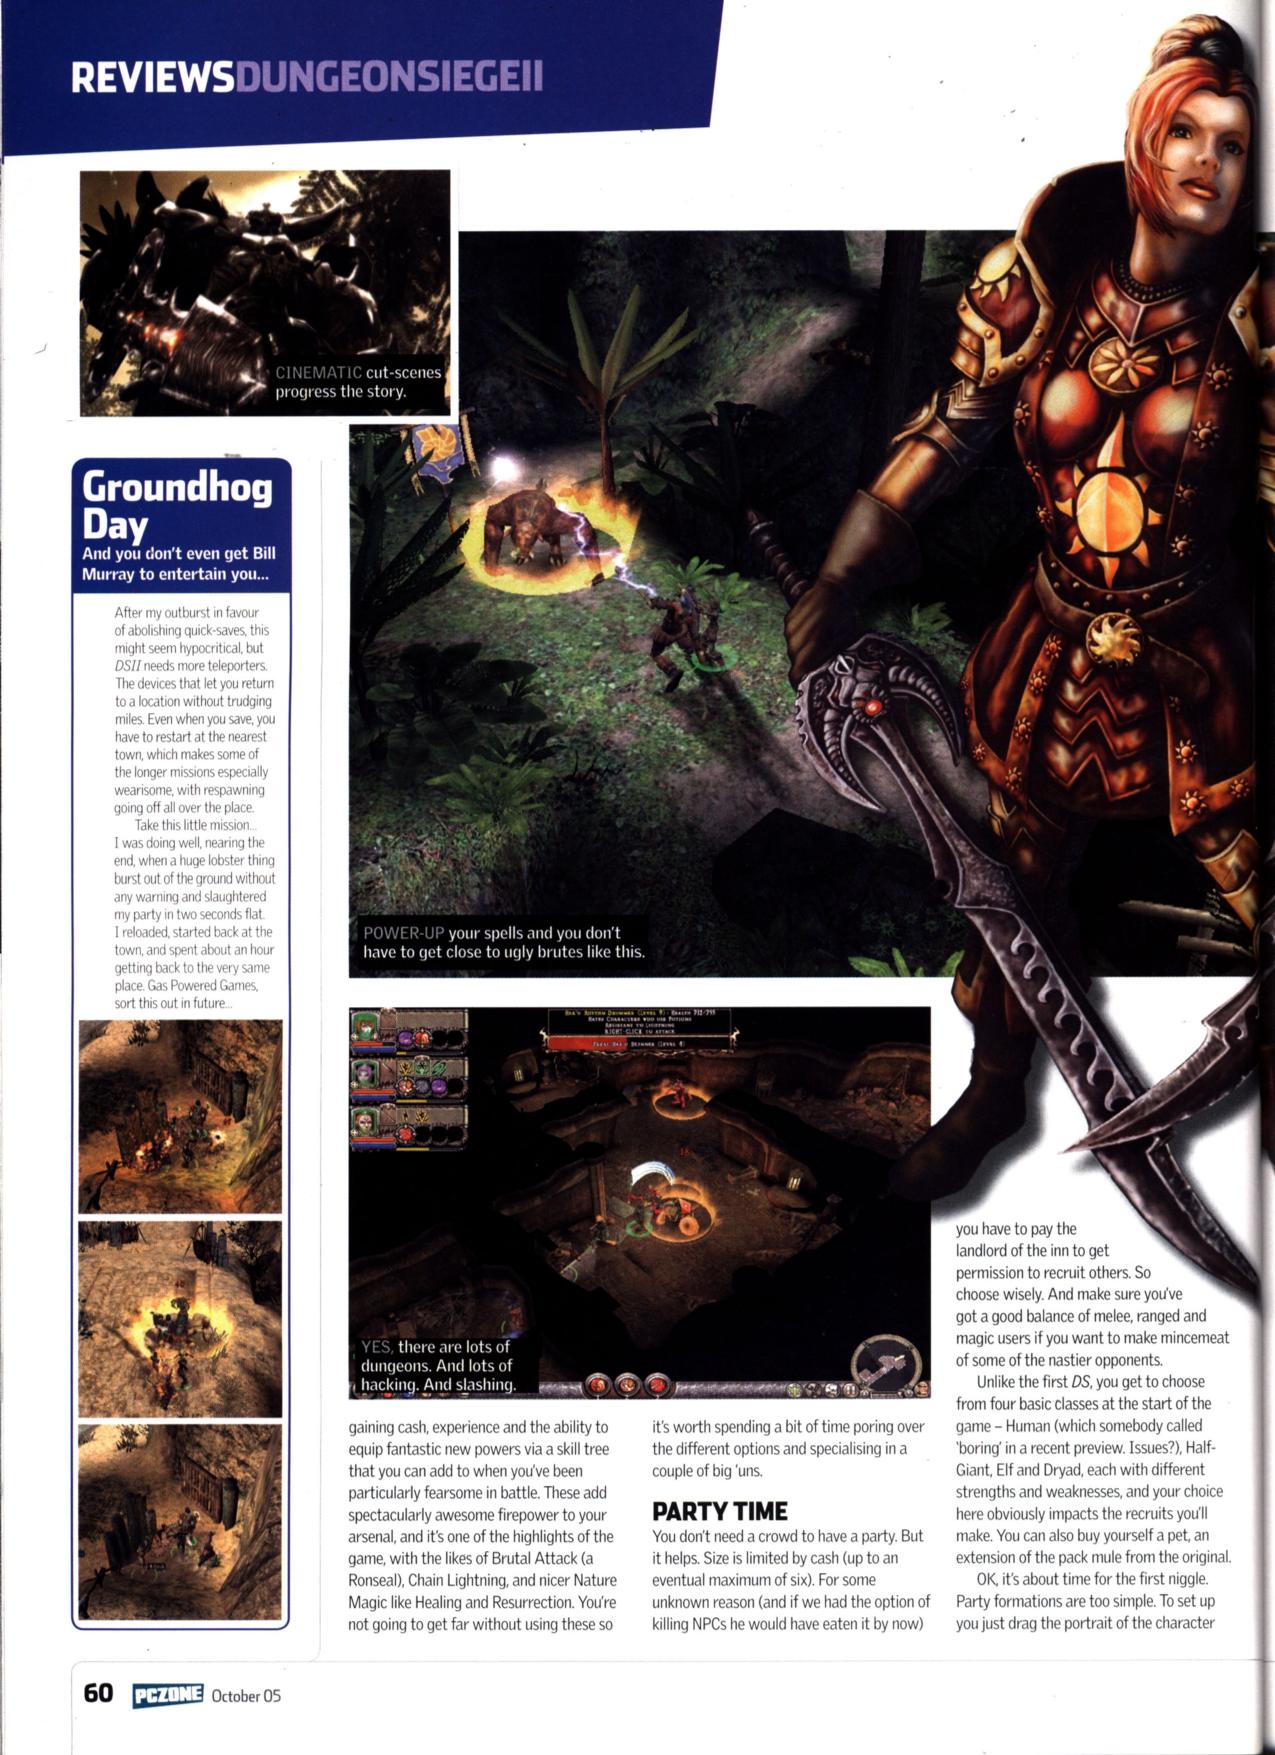 REVIEWSDUNGEONSIEGEII
CINEMATIC cut-scenes
progress the story.
Groundhog
Day
And you don't even get Bill
Murray to entertain you...
After my outburst in favour
of abolishing quick-saves, this
might seem hypocritical, but
DSII needs more teleporters.
The devices that let you return
to a location without trudging
miles. Even when you save, you
have to restart at the nearest
town, which makes some of
the longer missions especially
wearisome, with respawning
going off all over the place.
Take this little mission...
I was doing well, nearing the
end, when a huge lobster thing
burst out of the ground without
any warning and slaughtered
my party in two seconds flat.
I reloaded, started back at the
town, and spent about an hour
getting back to the very same
place. Gas Powered Games,
sort this out in future...
POWER-UP your spells and you don't
have to get close to ugly brutes like this.
RIGHT-CLICK to attack
YES, there are lots of
dungeons. And lots of
hacking. And slashing.
gaining cash, experience and the ability to
equip fantastic new powers via a skill tree
that you can add to when you've been
particularly fearsome in battle. These add
spectacularly awesome firepower to your
arsenal, and it's one of the highlights of the
game, with the likes of Brutal Attack (a
Ronseal), Chain Lightning, and nicer Nature
Magic like Healing and Resurrection. You're
not going to get far without using these so
it's worth spending a bit of time poring over
the different options and specialising in a
couple of big 'uns.
PARTY TIME
You don't need a crowd to have a party. But
it helps. Size is limited by cash (up to an
eventual maximum of six). For some
unknown reason (and if we had the option of
killing NPCs he would have eaten it by now)
you have to pay the
landlord of the inn to get
permission to recruit others. So
choose wisely. And make sure you've
got a good balance of melee, ranged and
magic users if you want to make mincemeat
of some of the nastier opponents.
Unlike the first DS, you get to choose
from four basic classes at the start of the
game – Human (which somebody called
'boring' in a recent preview. Issues?), Half-
Giant, Elf and Dryad, each with different
strengths and weaknesses, and your choice
here obviously impacts the recruits you'll
make. You can also buy yourself a pet, an
extension of the pack mule from the original.
OK, it's about time for the first niggle.
Party formations are too simple. To set up
you just drag the portrait of the character
60 PCZONE October 05